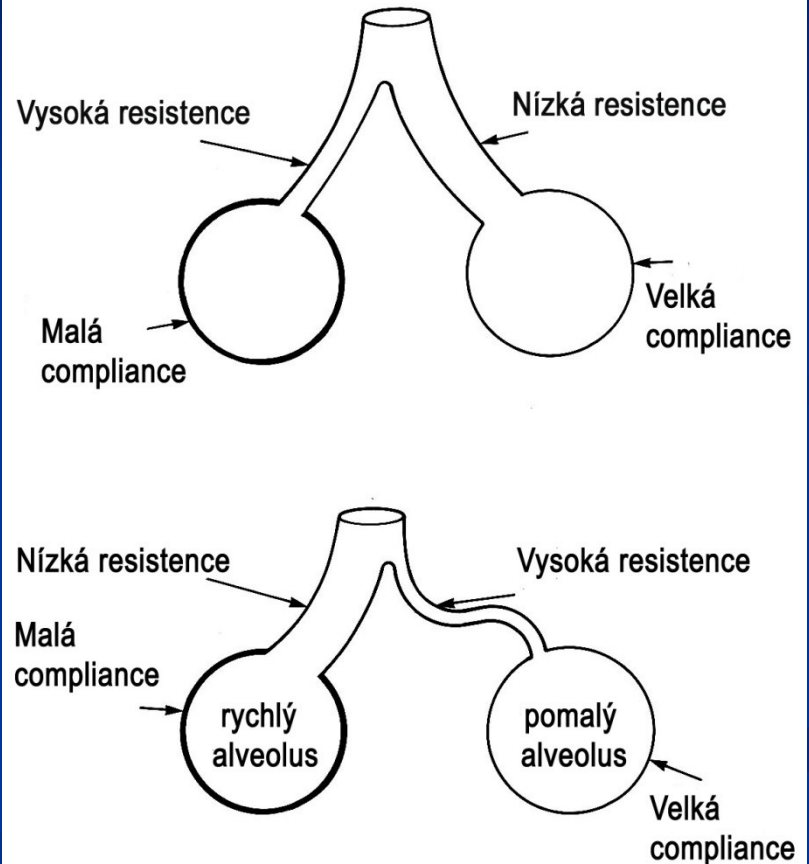 Vysoká resistence
Nízká resistence
Malá
compliance
Velká
compliance
Nízká resistence
Vysoká resistence
Malá
compliance
rychlý
alveolus
pomalý
alveolus
Velká
compliance